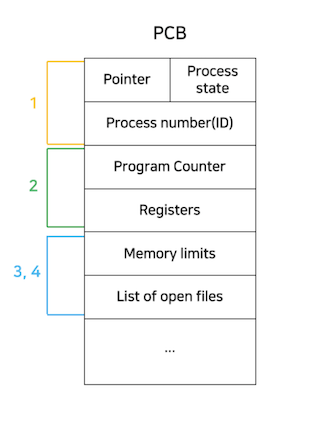 PCB
Pointer
Process
state
1
Process number(ID)
Program Counter
2
Registers
Memory limits
3, 4
List of open files
...